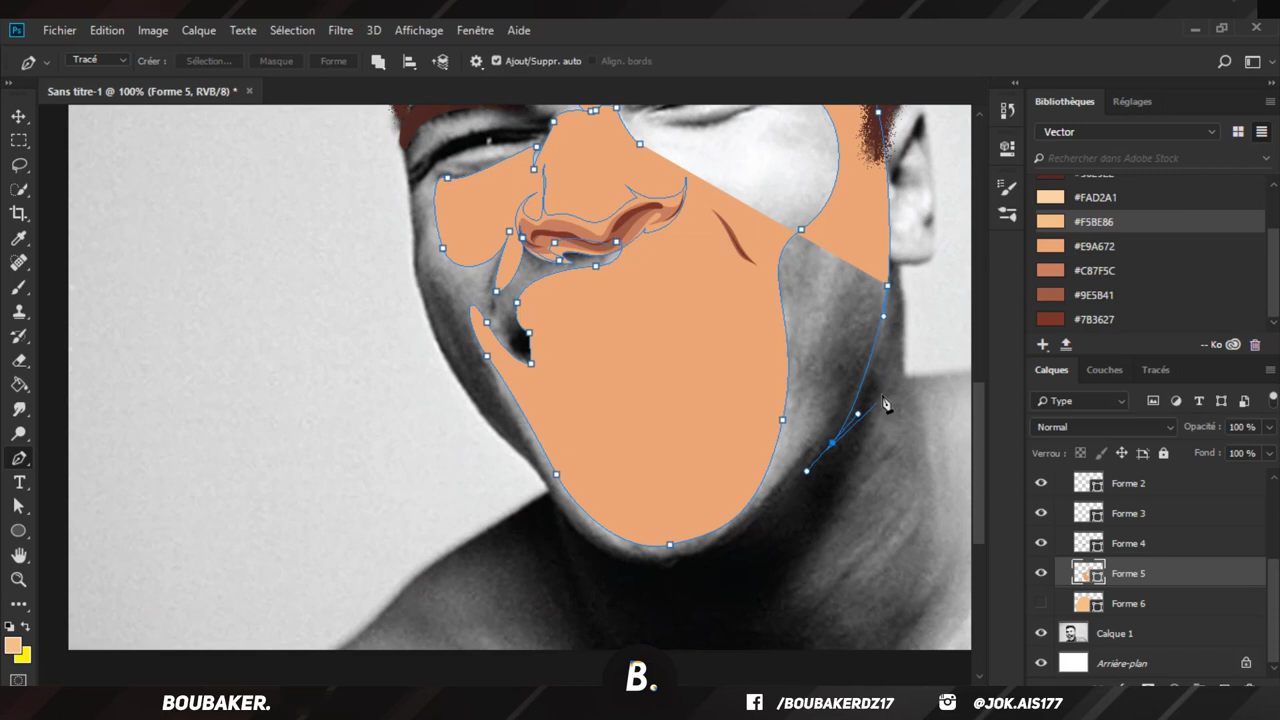 Ps Fichier Edition Image Calque Texte Sélection Filtre 3D Affichage Fenêtre Aide
Tracé Créer : Sélection... Masque Forme Ajout/Suppr. auto Align. bords
Sans titre-1 @ 100% (Forme 5, RVB/8) *
Bibliothèques Réglages
Vector
Rechercher dans Adobe Stock
#FAD2A1
#F5BE86
#E9A672
#C87F5C
#9E5B41
#7B3627
-- Ko
Calques Couches Tracés
Type
Normal Opacité : 100 %
Verrou : Fond : 100 %
Forme 2
Forme 3
Forme 4
Forme 5
Forme 6
Calque 1
Arrière-plan
B.
BOUBAKER. /BOUBAKERDZ17 @JOK.AIS177